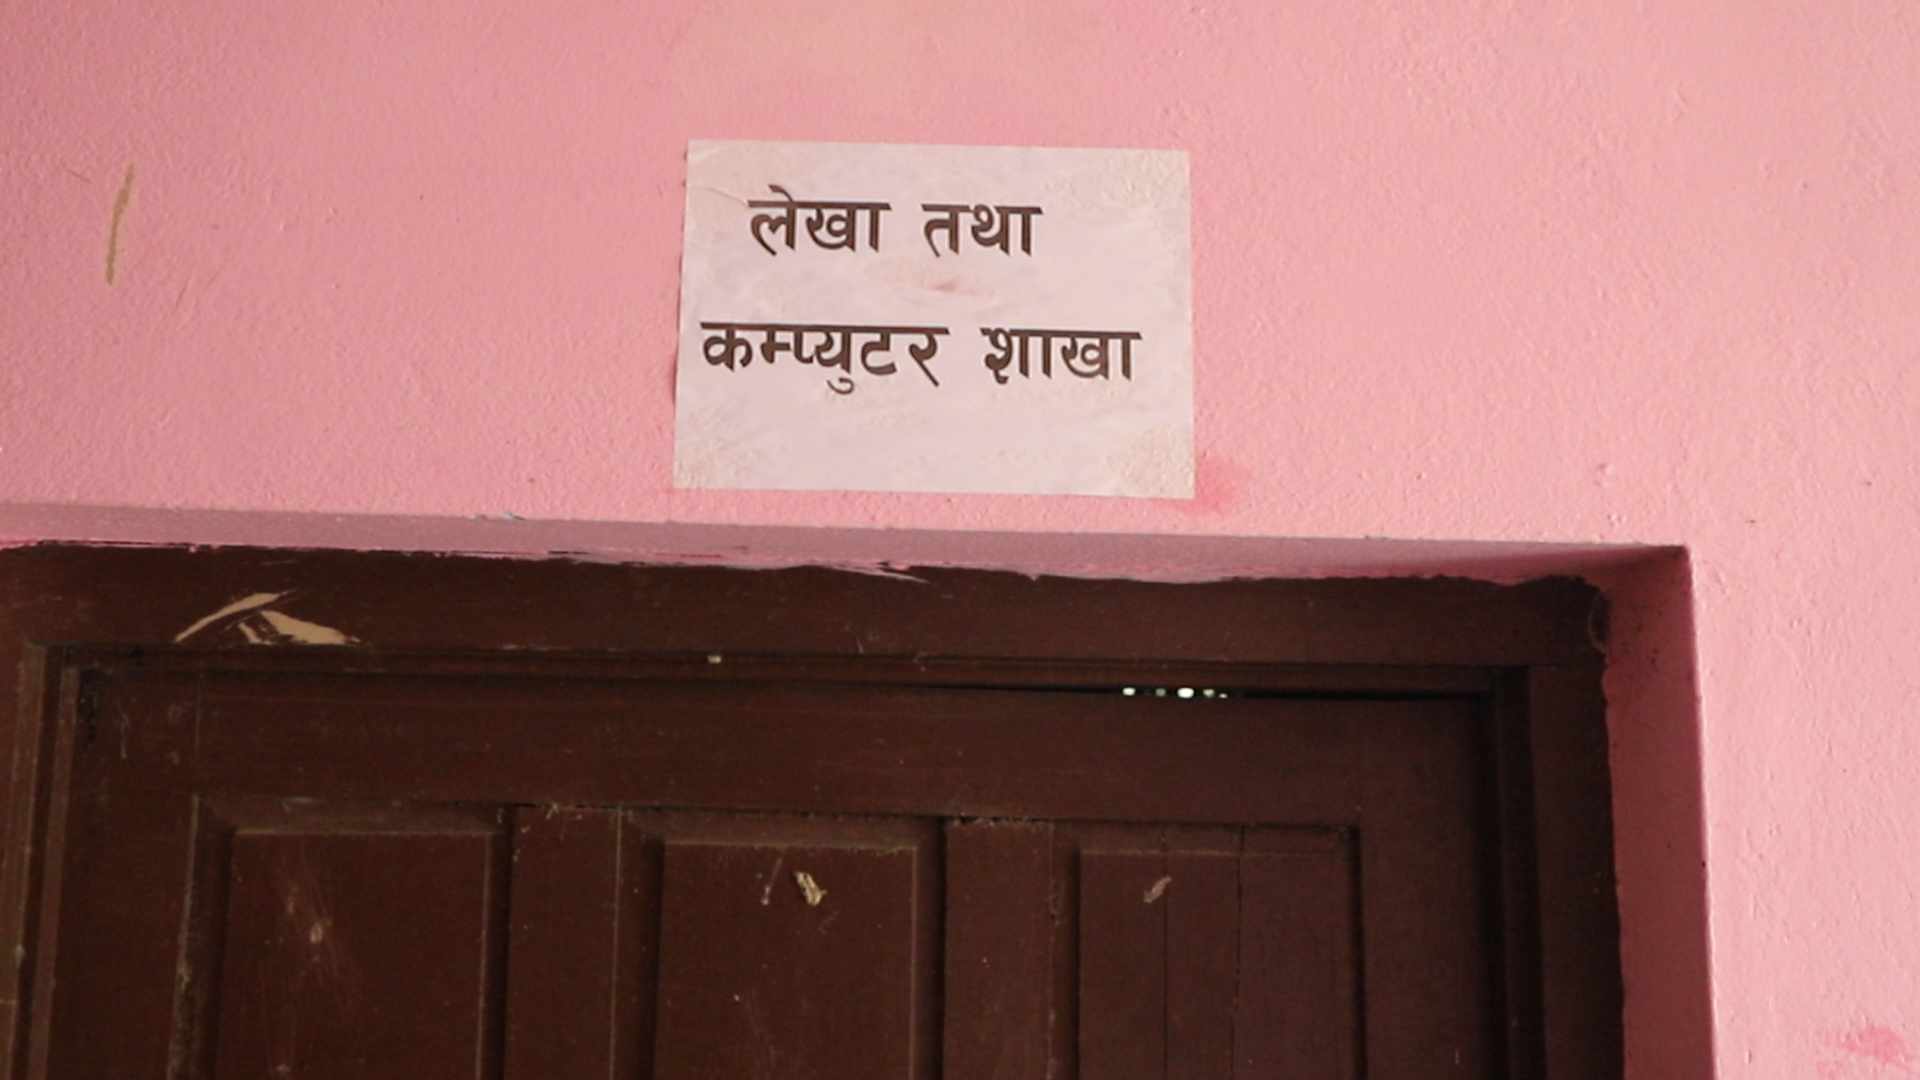 लेखा तथा
कम्प्युटर शाखा